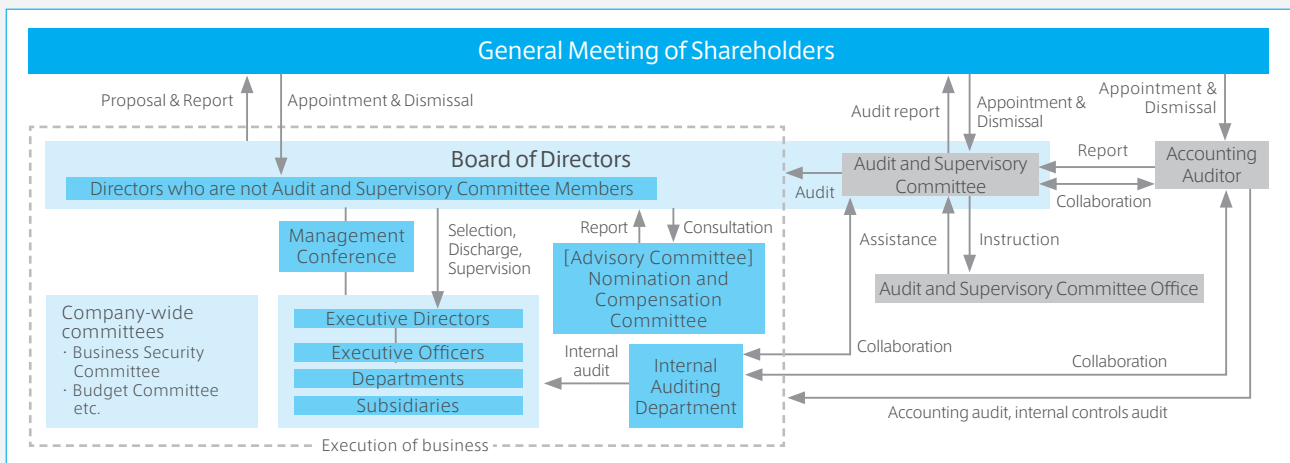 General Meeting of Shareholders
Proposal & Report
Appointment & Dismissal
Audit report
Appointment &
Dismissal
Appointment &
Dismissal
Board of Directors
Directors who are not Audit and Supervisory Committee Members
Audit
Audit and Supervisory
Committee
Report
Collaboration
Accounting
Auditor
Management
Conference
Selection,
Discharge,
Supervision
Report
Consultation
Assistance
Instruction
[Advisory Committee]
Nomination and
Compensation
Committee
Audit and Supervisory Committee Office
Company-wide
committees
· Business Security
Committee
· Budget Committee
etc.
Executive Directors
Executive Officers
Departments
Subsidiaries
Internal
audit
Internal
Auditing
Department
Collaboration
Collaboration
Accounting audit, internal controls audit
Execution of business